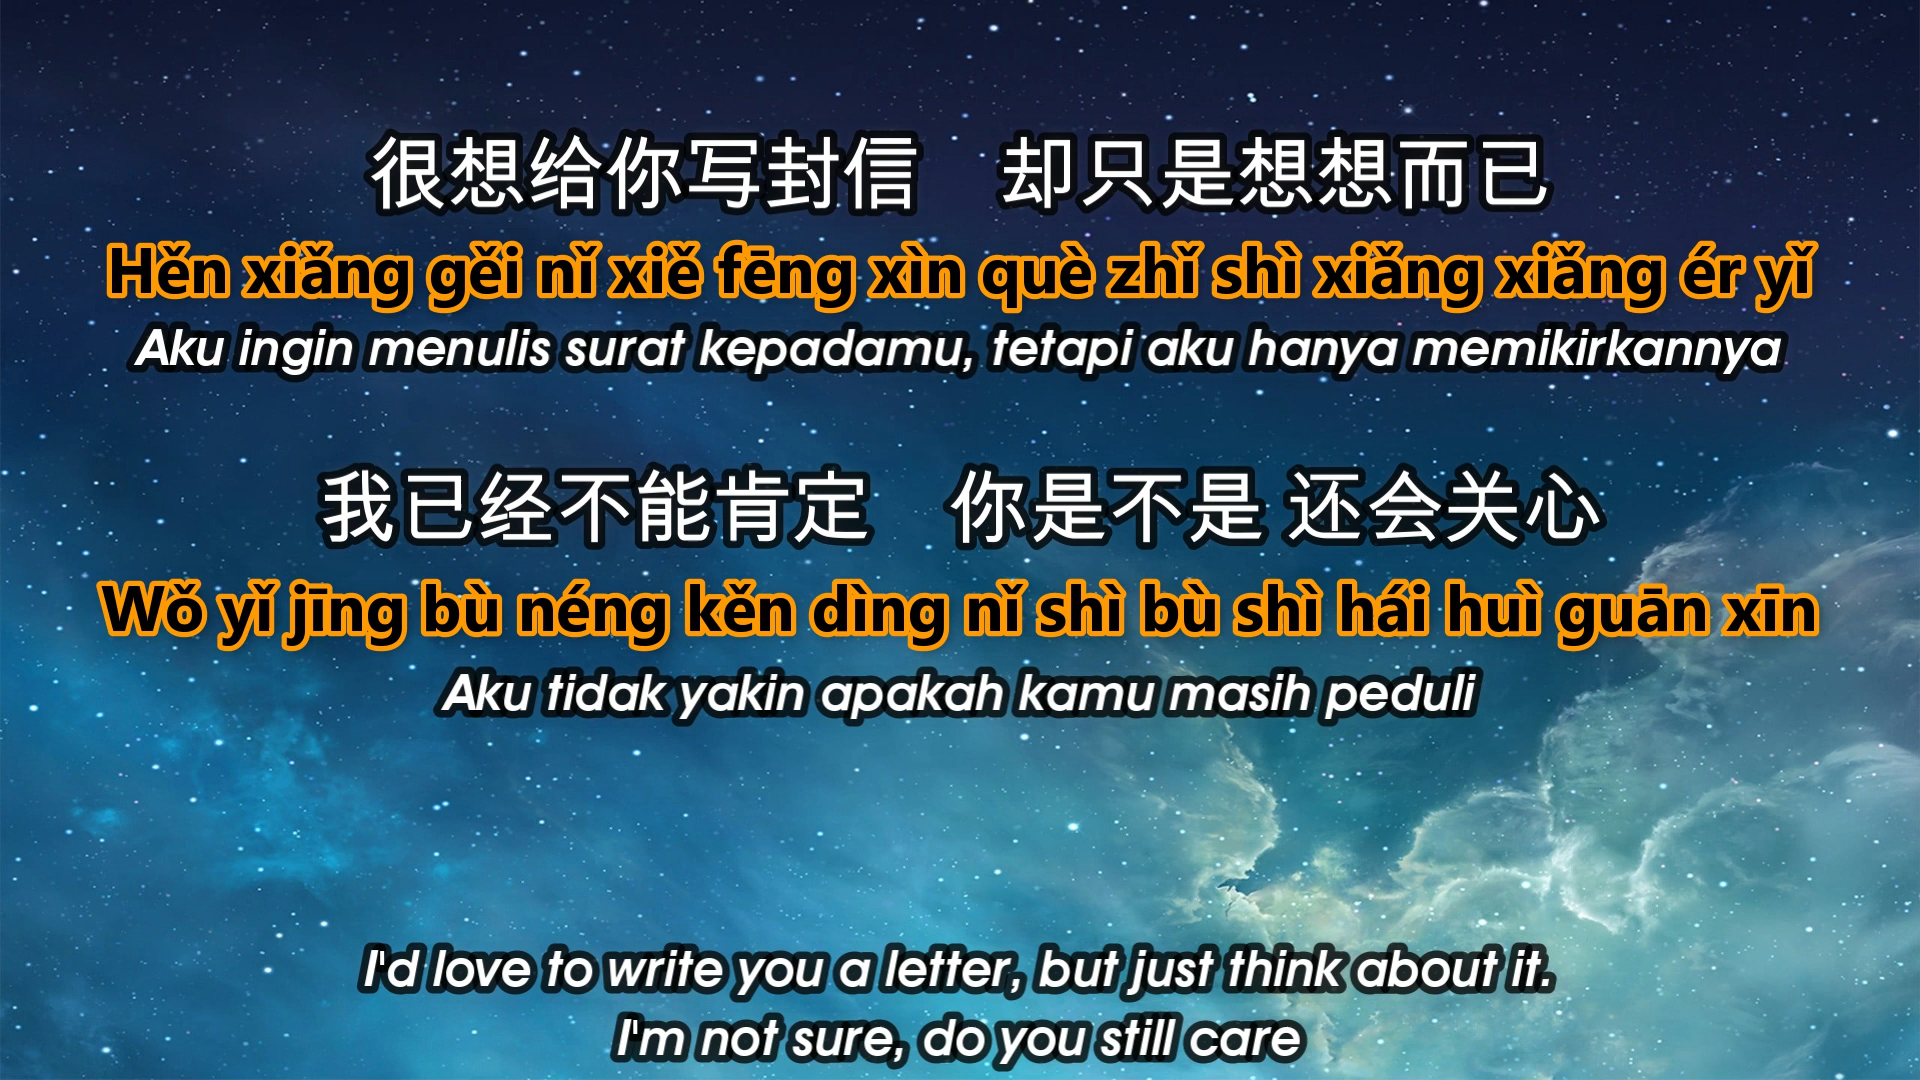 很想给你写封信　却只是想想而已
Hěn xiǎng gěi nǐ xiě fēng xìn què zhǐ shì xiǎng xiǎng ér yǐ
Aku ingin menulis surat kepadamu, tetapi aku hanya memikirkannya
我已经不能肯定　你是不是 还会关心
Wǒ yǐ jīng bù néng kěn dìng nǐ shì bù shì hái huì guān xīn
Aku tidak yakin apakah kamu masih peduli
I'd love to write you a letter, but just think about it.
I'm not sure, do you still care